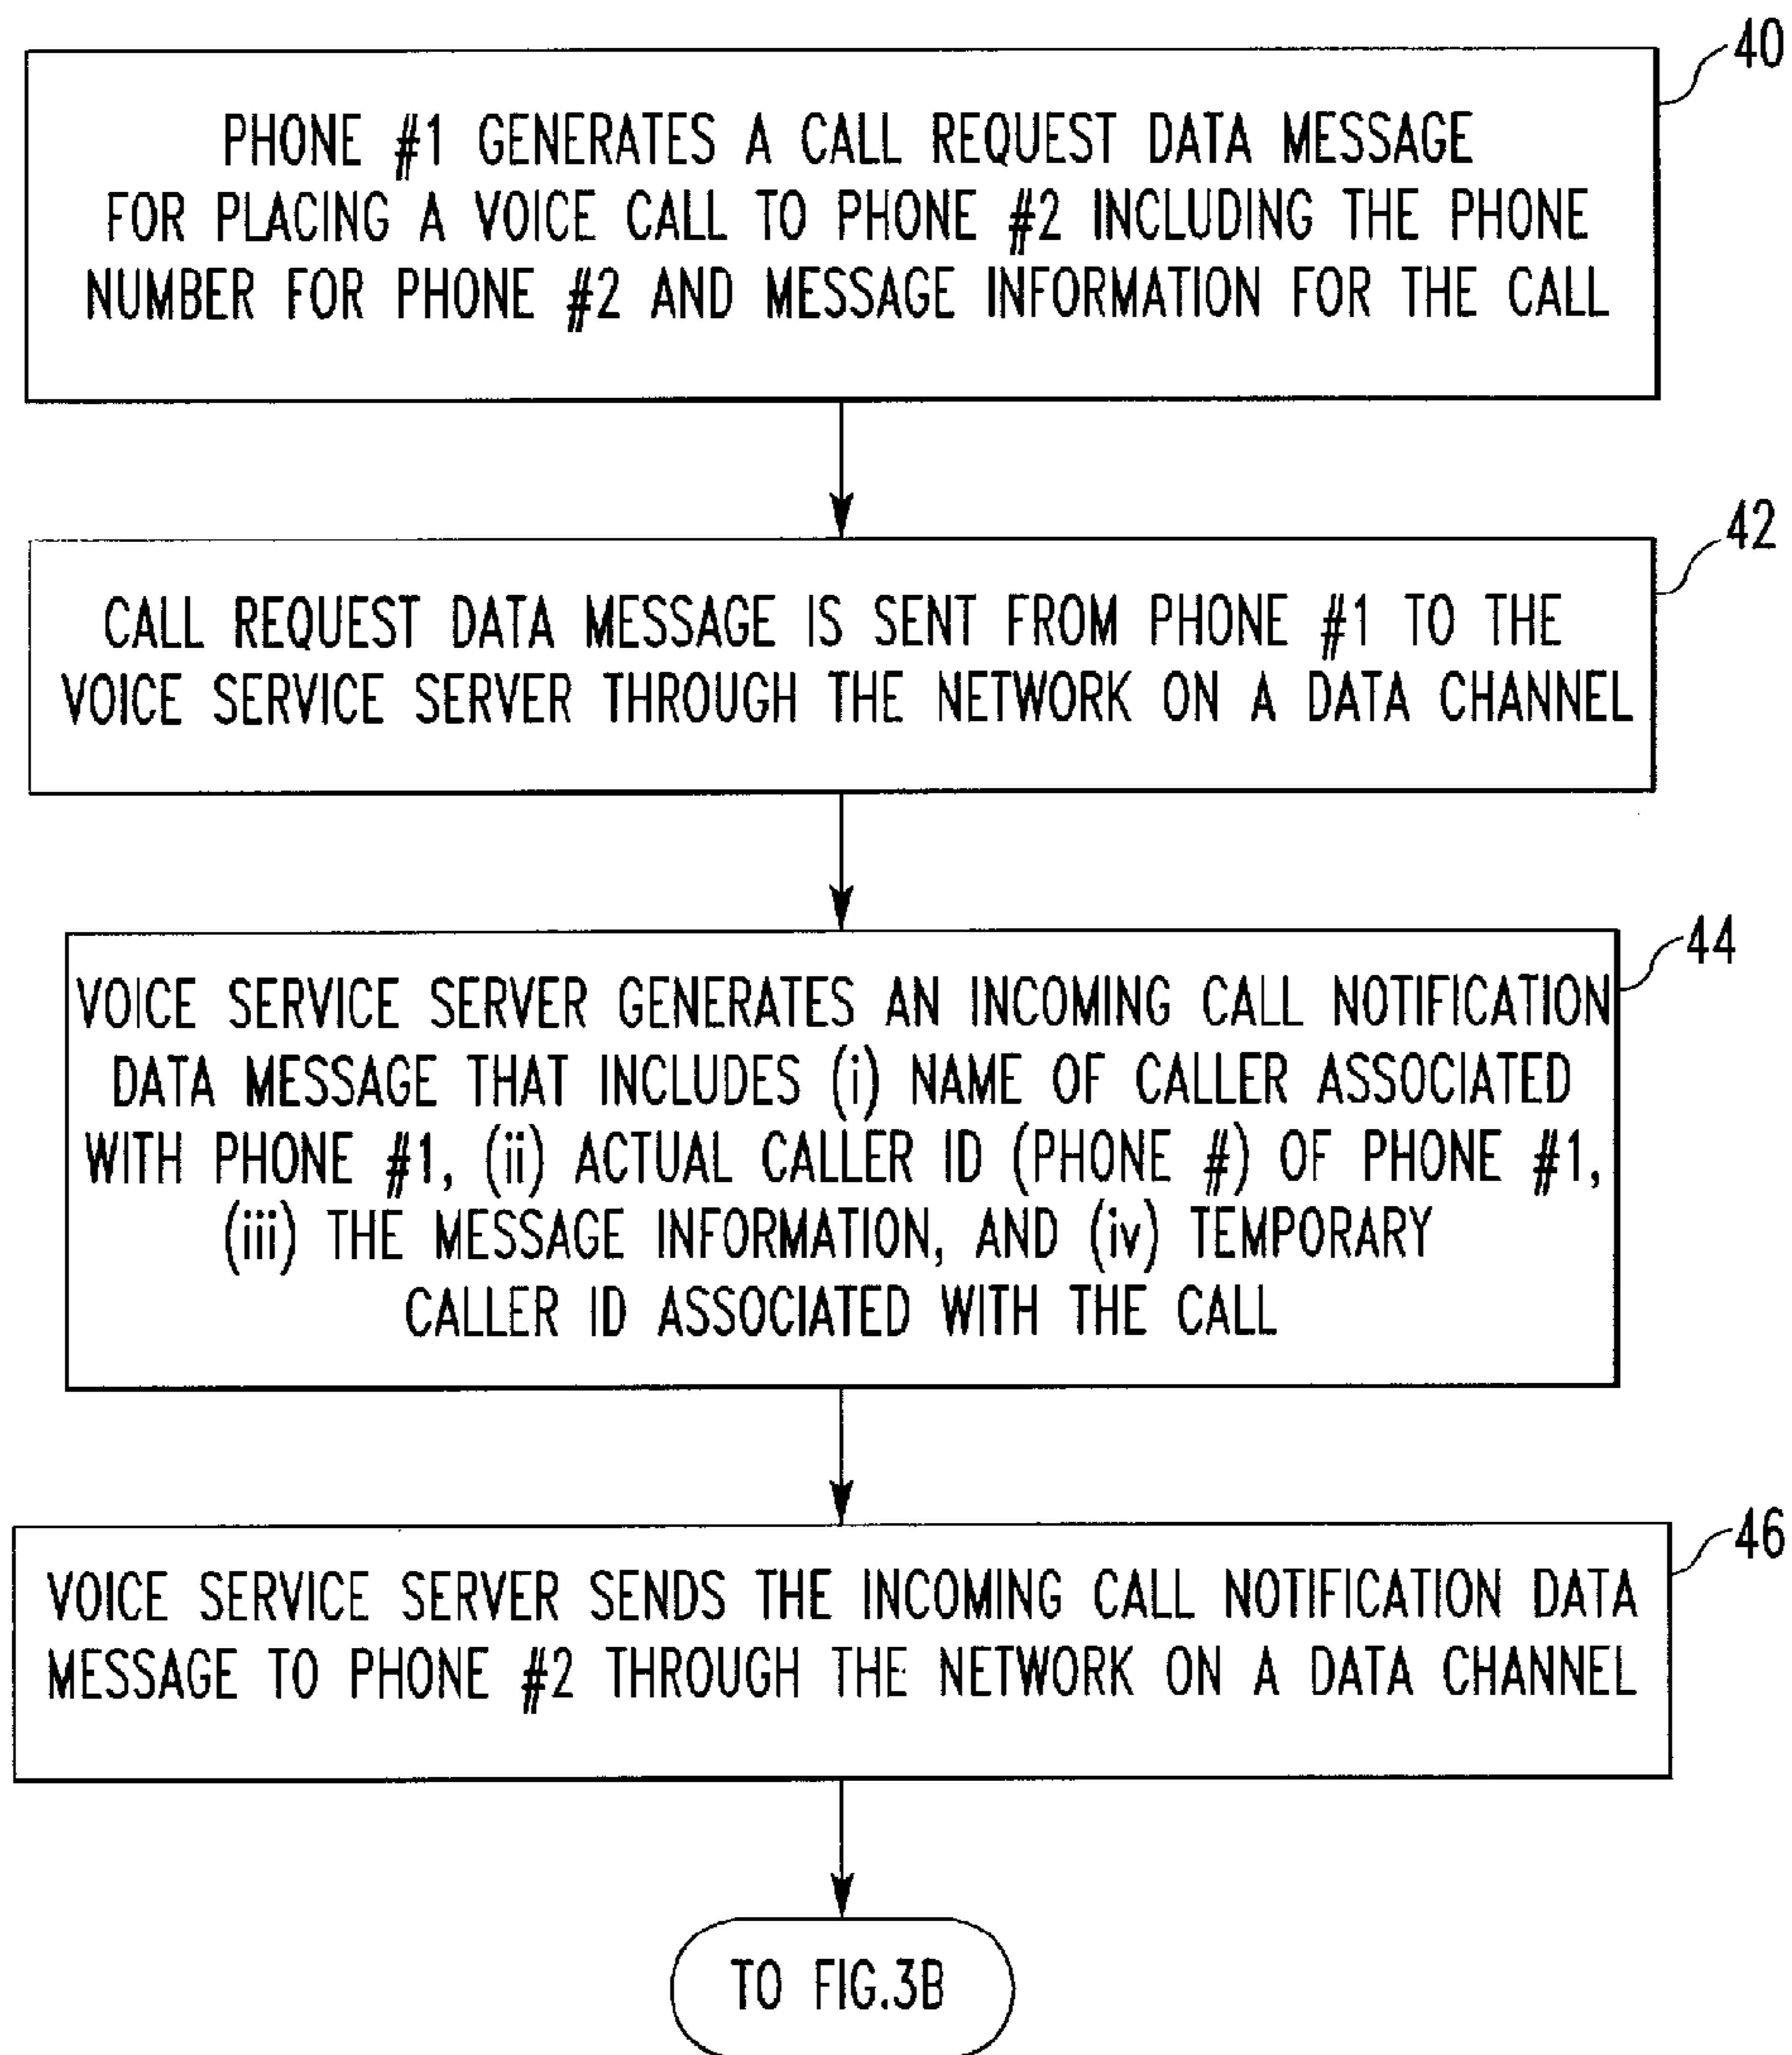 40
PHONE #1 GENERATES A CALL REQUEST DATA MESSAGE
FOR PLACING A VOICE CALL TO PHONE #2 INCLUDING THE PHONE
NUMBER FOR PHONE #2 AND MESSAGE INFORMATION FOR THE CALL
42
CALL REQUEST DATA MESSAGE IS SENT FROM PHONE #1 TO THE
VOICE SERVICE SERVER THROUGH THE NETWORK ON A DATA CHANNEL
44
VOICE SERVICE SERVER GENERATES AN INCOMING CALL NOTIFICATION
DATA MESSAGE THAT INCLUDES (i) NAME OF CALLER ASSOCIATED
WITH PHONE #1, (ii) ACTUAL CALLER ID (PHONE #) OF PHONE #1,
(iii) THE MESSAGE INFORMATION, AND (iv) TEMPORARY
CALLER ID ASSOCIATED WITH THE CALL
46
VOICE SERVICE SERVER SENDS THE INCOMING CALL NOTIFICATION DATA
MESSAGE TO PHONE #2 THROUGH THE NETWORK ON A DATA CHANNEL
TO FIG.3B